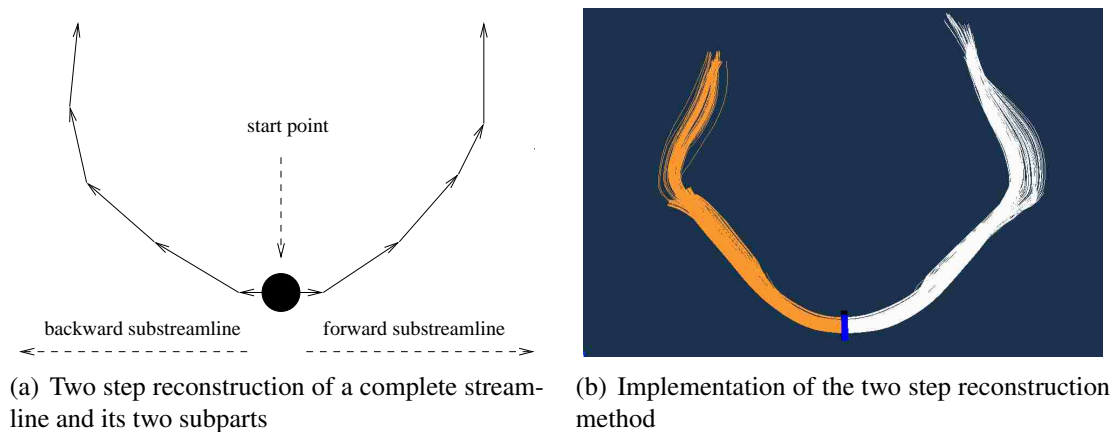 start point
backward substreamline
forward substreamline
(a) Two step reconstruction of a complete stream-
line and its two subparts
(b) Implementation of the two step reconstruction
method